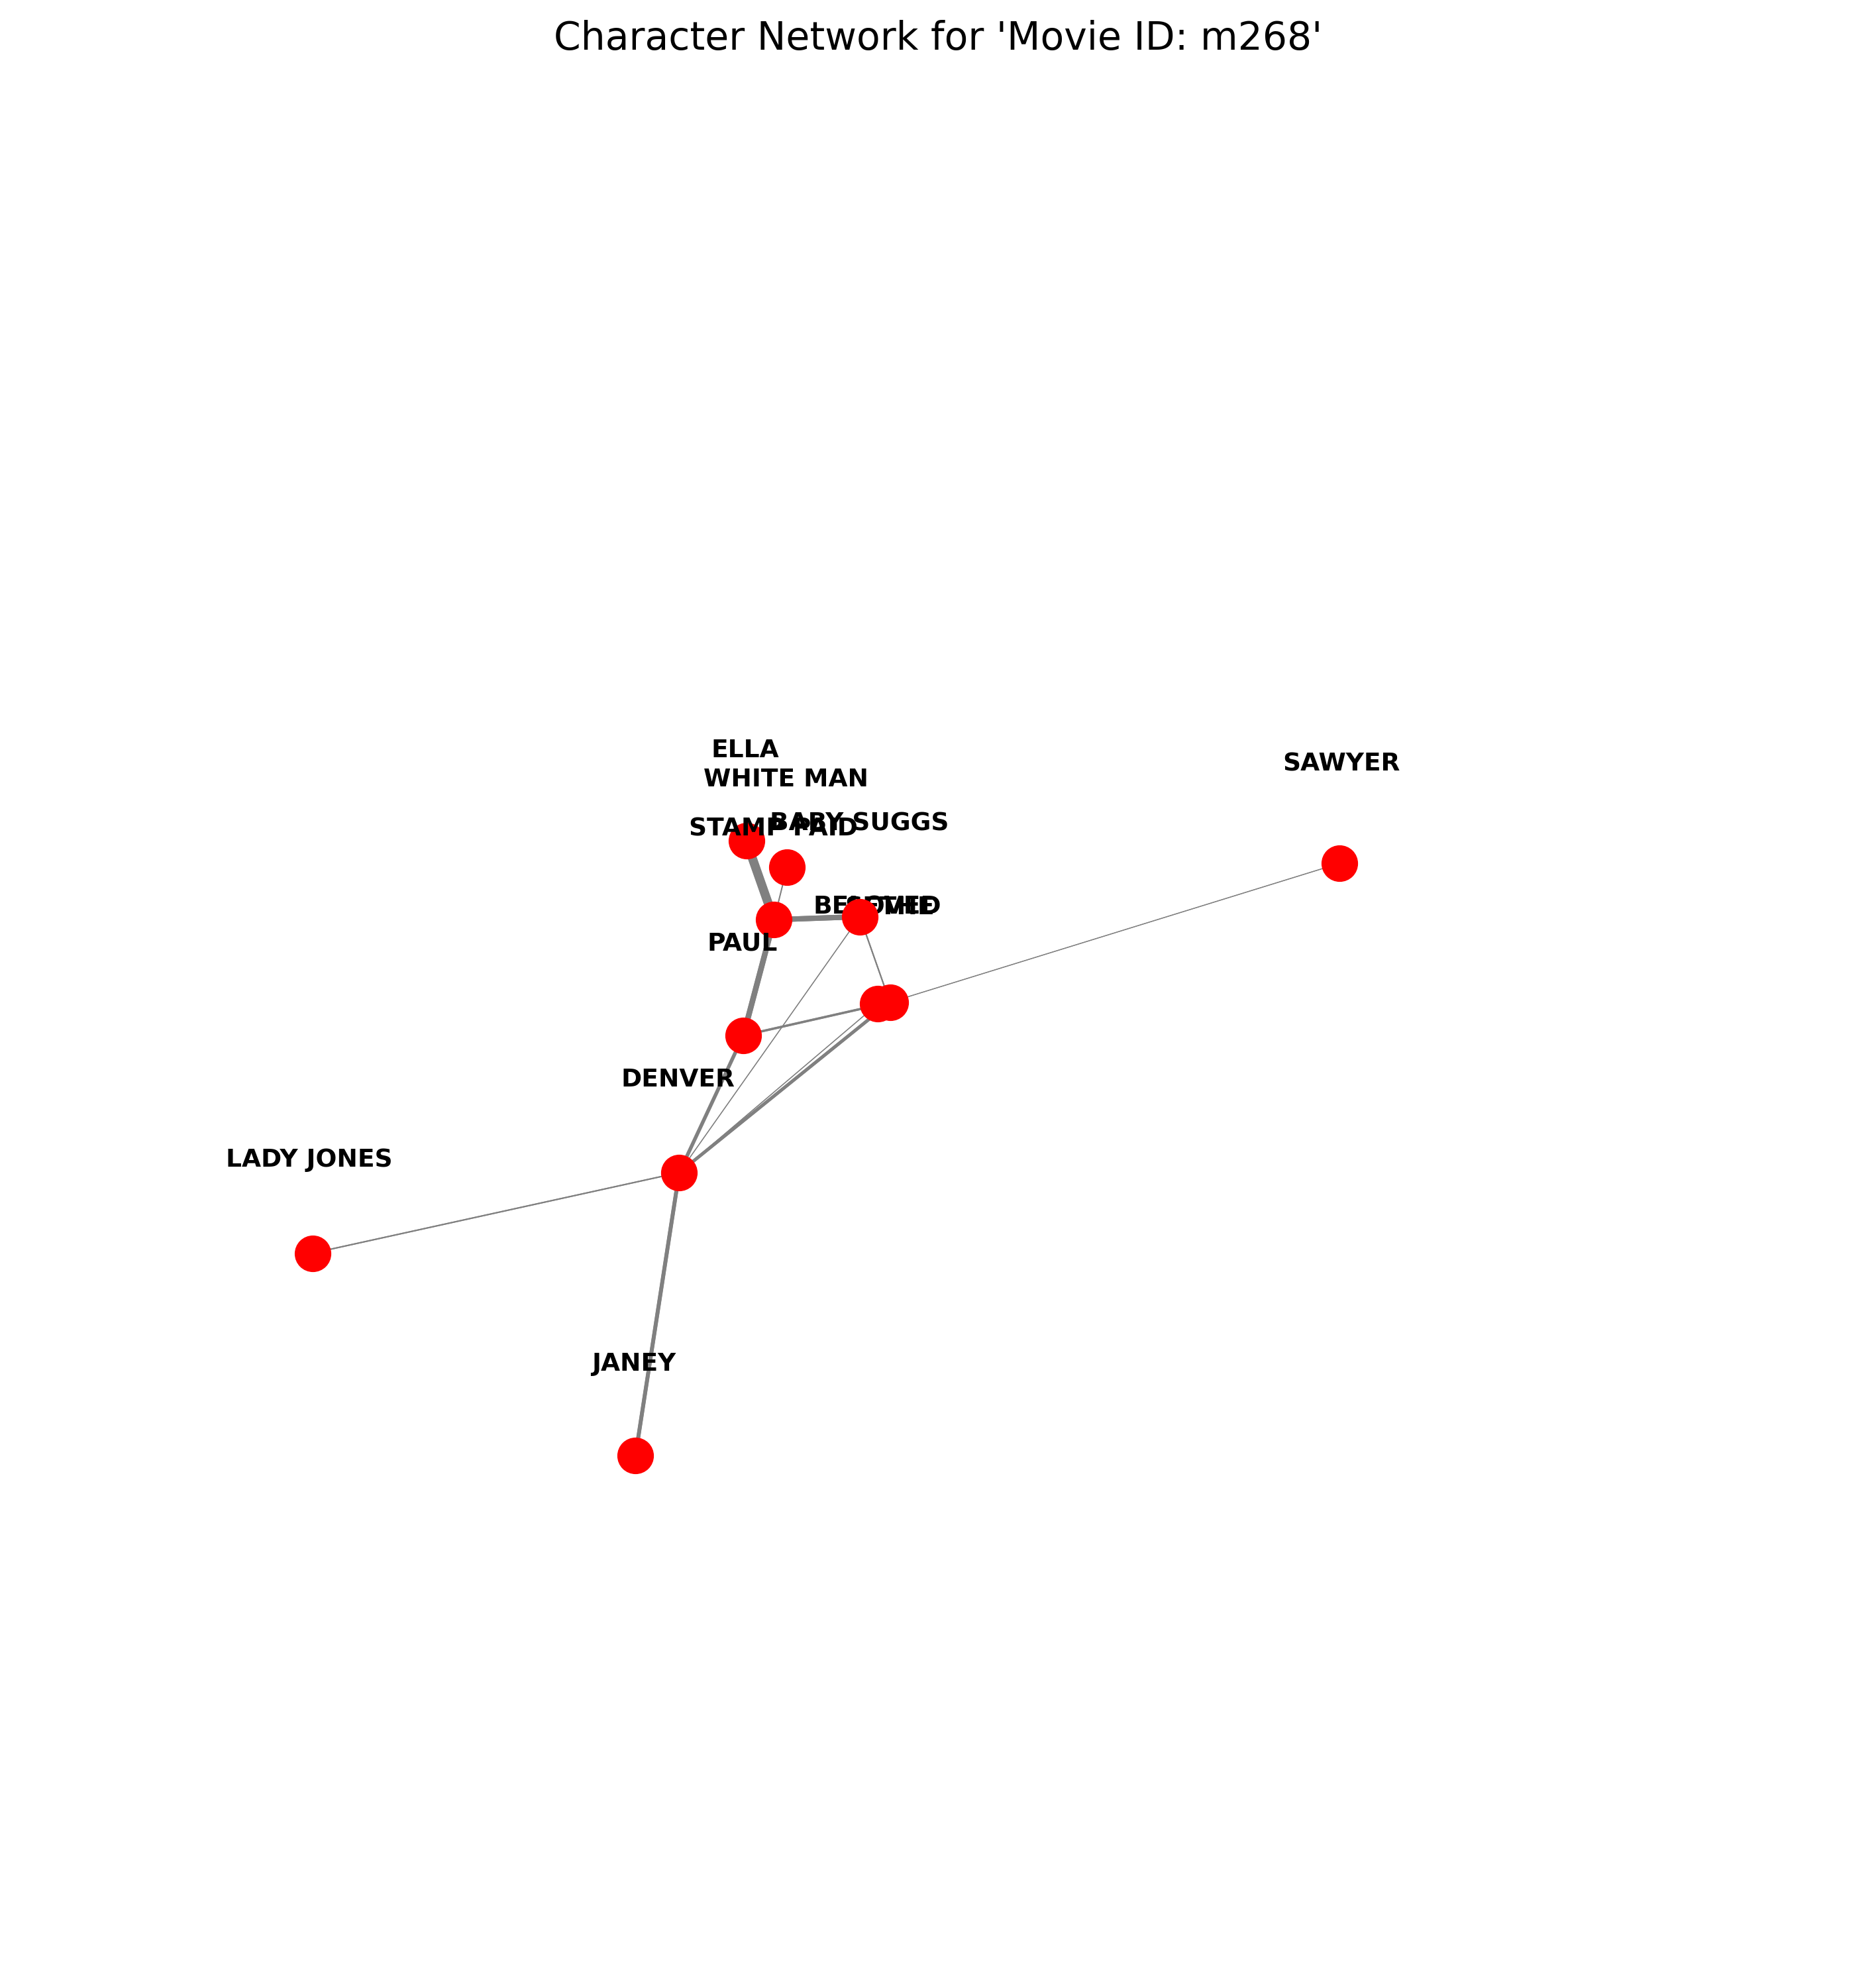 Character Network for 'Movie ID: m268'
ELLA
WHITE MAN
SAWYER
STAMP PAID
BABY SUGGS
BELOVED
SETHE
PAUL
DENVER
LADY JONES
JANEY